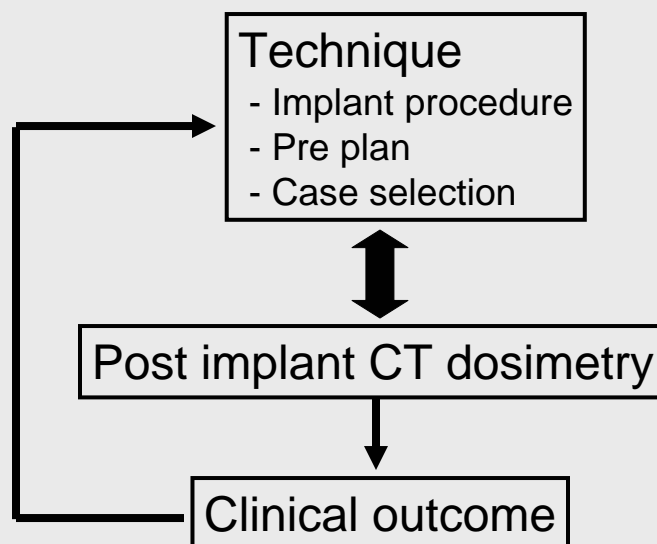 Technique
- Implant procedure
- Pre plan
- Case selection
Post implant CT dosimetry
Clinical outcome